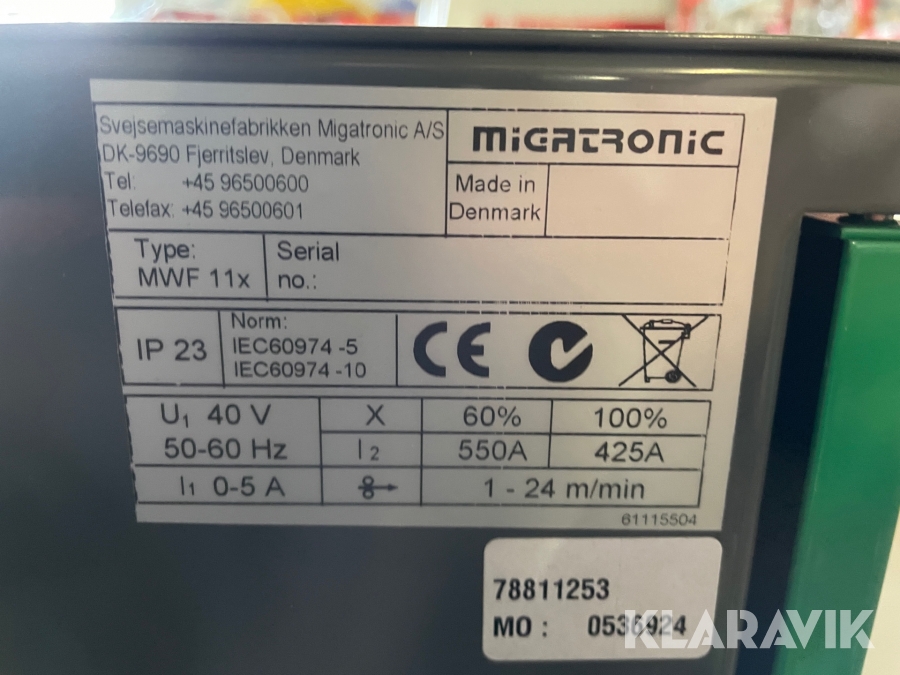 Svejsemaskinefabrikken Migatronic A/S
DK-9690 Fjerritslev, Denmark
Tel: +45 96500600
Telefax: +45 96500601
MIGATRONIC
Made in
Denmark
Type:
MWF 11x
Serial
no.:
IP 23
Norm:
IEC60974 -5
IEC60974 -10
CE
U1 40 V
50-60 Hz
X 60% 100%
I2 550A 425A
I1 0-5 A
1 - 24 m/min
61115504
78811253
MO : 0536924
KLARAVIK